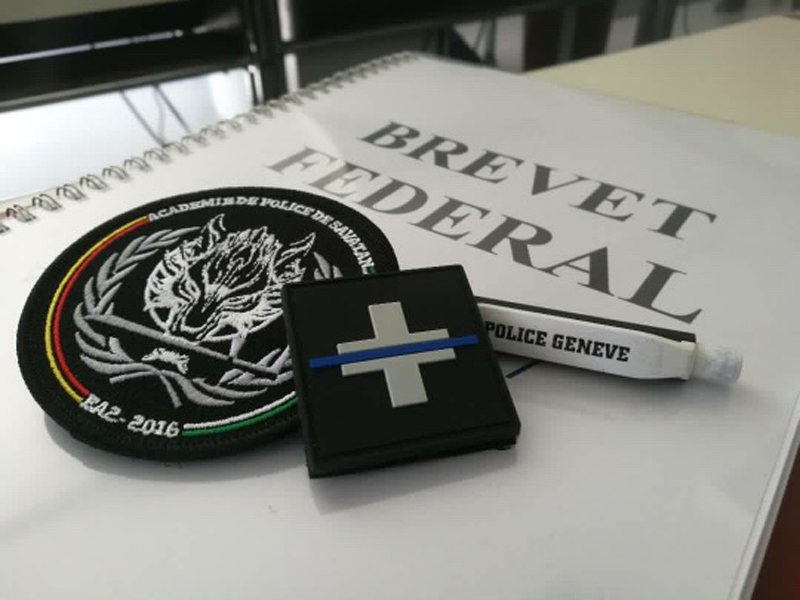 BREVET
FEDERAL
ACADEMIE DE POLICE DE SAVATAN
EA2-2016
POLICE GENEVE